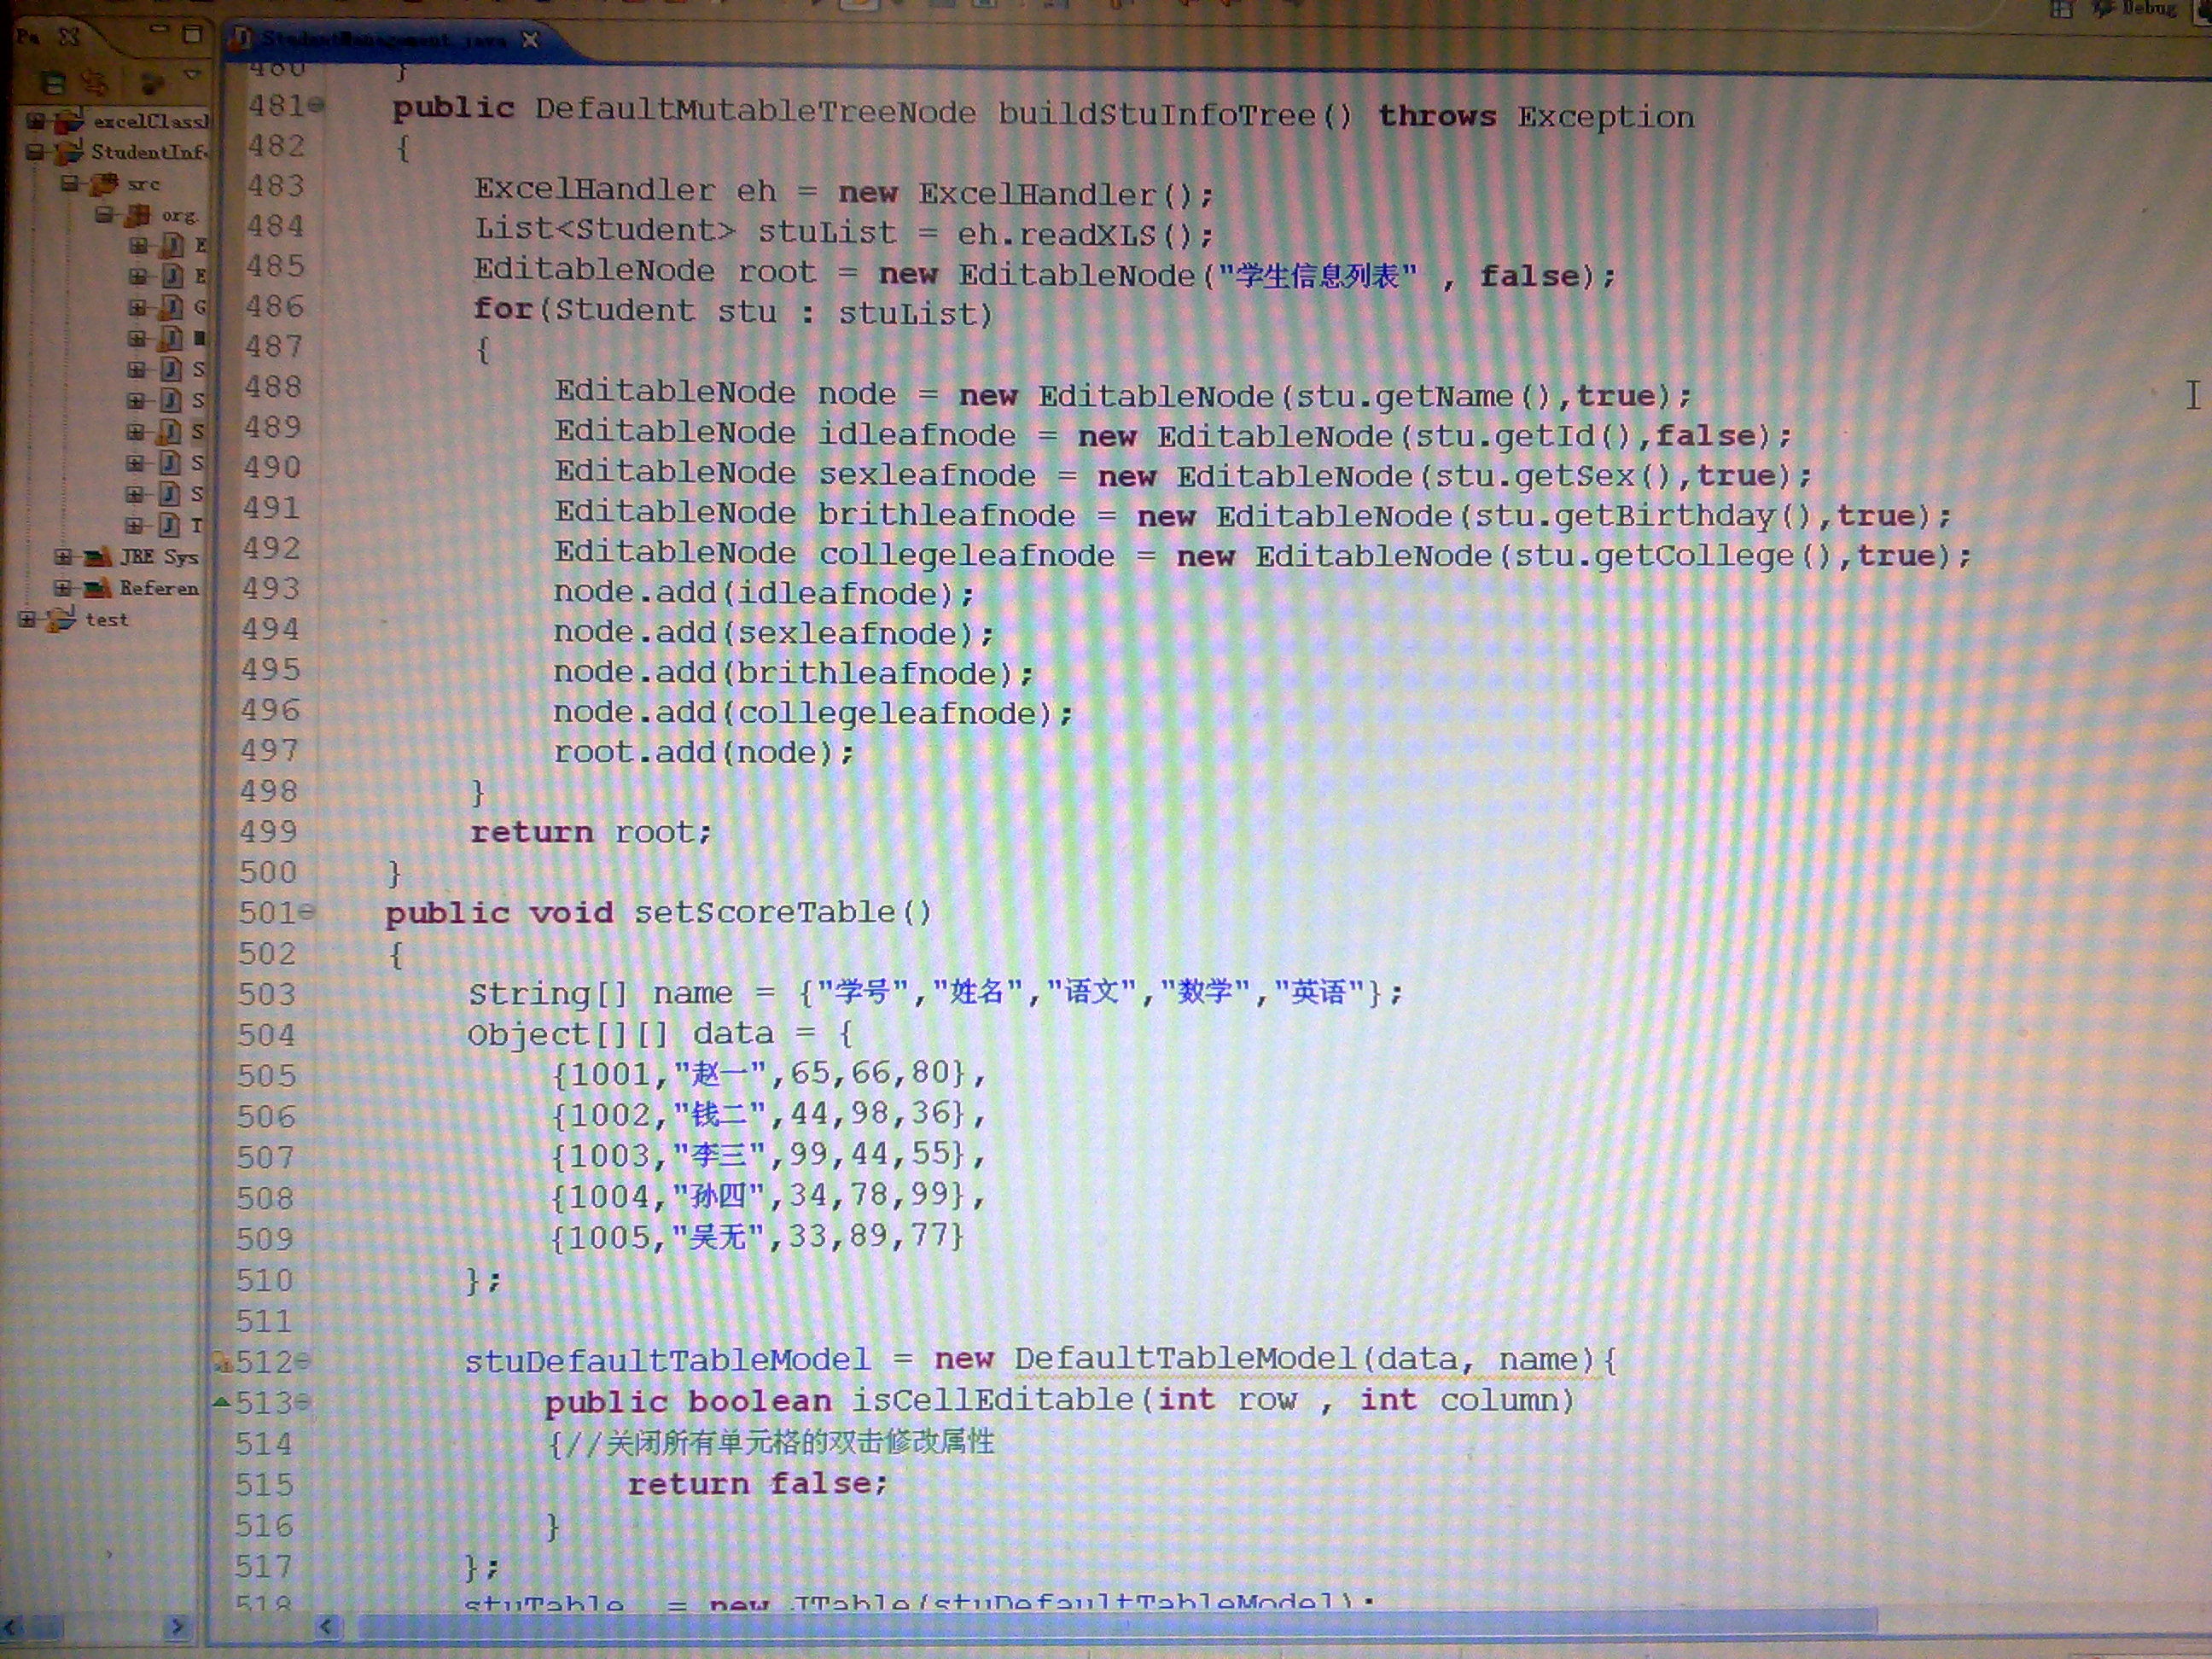 Debug
Pa
StudentManagement.java
excelClassl
StudentInf
src
org.
E
E
G
S
S
S
S
S
T
JRE Sys
Referen
test
480 }
481 public DefaultMutableTreeNode buildStuInfoTree() throws Exception
482 {
483 ExcelHandler eh = new ExcelHandler();
484 List<Student> stuList = eh.readXLS();
485 EditableNode root = new EditableNode("学生信息列表" , false);
486 for(Student stu : stuList)
487 {
488 EditableNode node = new EditableNode(stu.getName(),true);
489 EditableNode idleafnode = new EditableNode(stu.getId(),false);
490 EditableNode sexleafnode = new EditableNode(stu.getSex(),true);
491 EditableNode brithleafnode = new EditableNode(stu.getBirthday(),true);
492 EditableNode collegeleafnode = new EditableNode(stu.getCollege(),true);
493 node.add(idleafnode);
494 node.add(sexleafnode);
495 node.add(brithleafnode);
496 node.add(collegeleafnode);
497 root.add(node);
498 }
499 return root;
500 }
501 public void setScoreTable()
502 {
503 String[] name = {"学号","姓名","语文","数学","英语"};
504 Object[][] data = {
505 {1001,"赵一",65,66,80},
506 {1002,"钱二",44,98,36},
507 {1003,"李三",99,44,55},
508 {1004,"孙四",34,78,99},
509 {1005,"吴无",33,89,77}
510 };
511
512 stuDefaultTableModel = new DefaultTableModel(data, name){
513 public boolean isCellEditable(int row , int column)
514 {//关闭所有单元格的双击修改属性
515 return false;
516 }
517 };
518 stuTable = new JTable(stuDefaultTableModel);